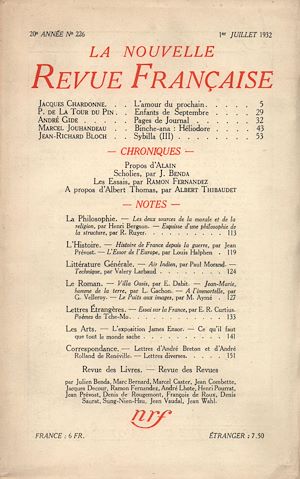 20e ANNÉE No 226 1er JUILLET 1932
LA NOUVELLE
REVUE FRANÇAISE
JACQUES CHARDONNE. . . L'amour du prochain. . . . . 5
P. DE LA TOUR DU PIN. . . Enfants de Septembre . . . . 29
ANDRÉ GIDE . . . . Pages de Journal . . . . . 32
MARCEL JOUHANDEAU . . Binche-ana : Héliodore . . . . 43
JEAN-RICHARD BLOCH . . Sybilla (III) . . . . . . 53
— CHRONIQUES —
Propos d'ALAIN
Scholies, par J. BENDA
Les Essais, par RAMON FERNANDEZ
A propos d'Albert Thomas, par ALBERT THIBAUDET
— NOTES —
La Philosophie. — Les deux sources de la morale et de la
religion, par Henri Bergson. — Esquisse d'une philosophie de
la structure, par R. Ruyer. . . . . . . . . 113
L'Histoire. — Histoire de France depuis la guerre, par Jean
Prévost. — L'Essor de l'Europe, par Louis Halphen . 119
Littérature Générale. — Air Indien, par Paul Morand. —
Technique, par Valery Larbaud . . . . . . . 124
Le Roman. — Villa Oasis, par E. Dabit. — Jean-Marie,
homme de la terre, par L. Gachon. — A l'immortelle, par
G. Velleroy. — Le Puits aux images, par M. Aymé . 127
Lettres Étrangères. — Essai sur la France, par E. R. Curtius.
Poèmes de Tche-Mo. . . . . . . . . . 133
Les Arts. — L'exposition James Ensor. — Ce qu'il faut
que tout le monde sache . . . . . . . . 141
Correspondance. — Lettres d'André Breton et d'André
Rolland de Renéville. — Lettres diverses. . . . . 151
Revue des Livres. — Revue des Revues
par Julien Benda, Marc Bernard, Marcel Caster, Jean Combette,
Jacques Decour, Ramon Fernandez, André Lhote, Henri Pourrat,
Jean Prévost, Denis de Rougemont, François de Roux, Denis
Saurat, Sung-Nien-Hsu, Jean Vaudal, Jean Wahl.
nrf
FRANCE : 6 FR. ÉTRANGER : 7.50